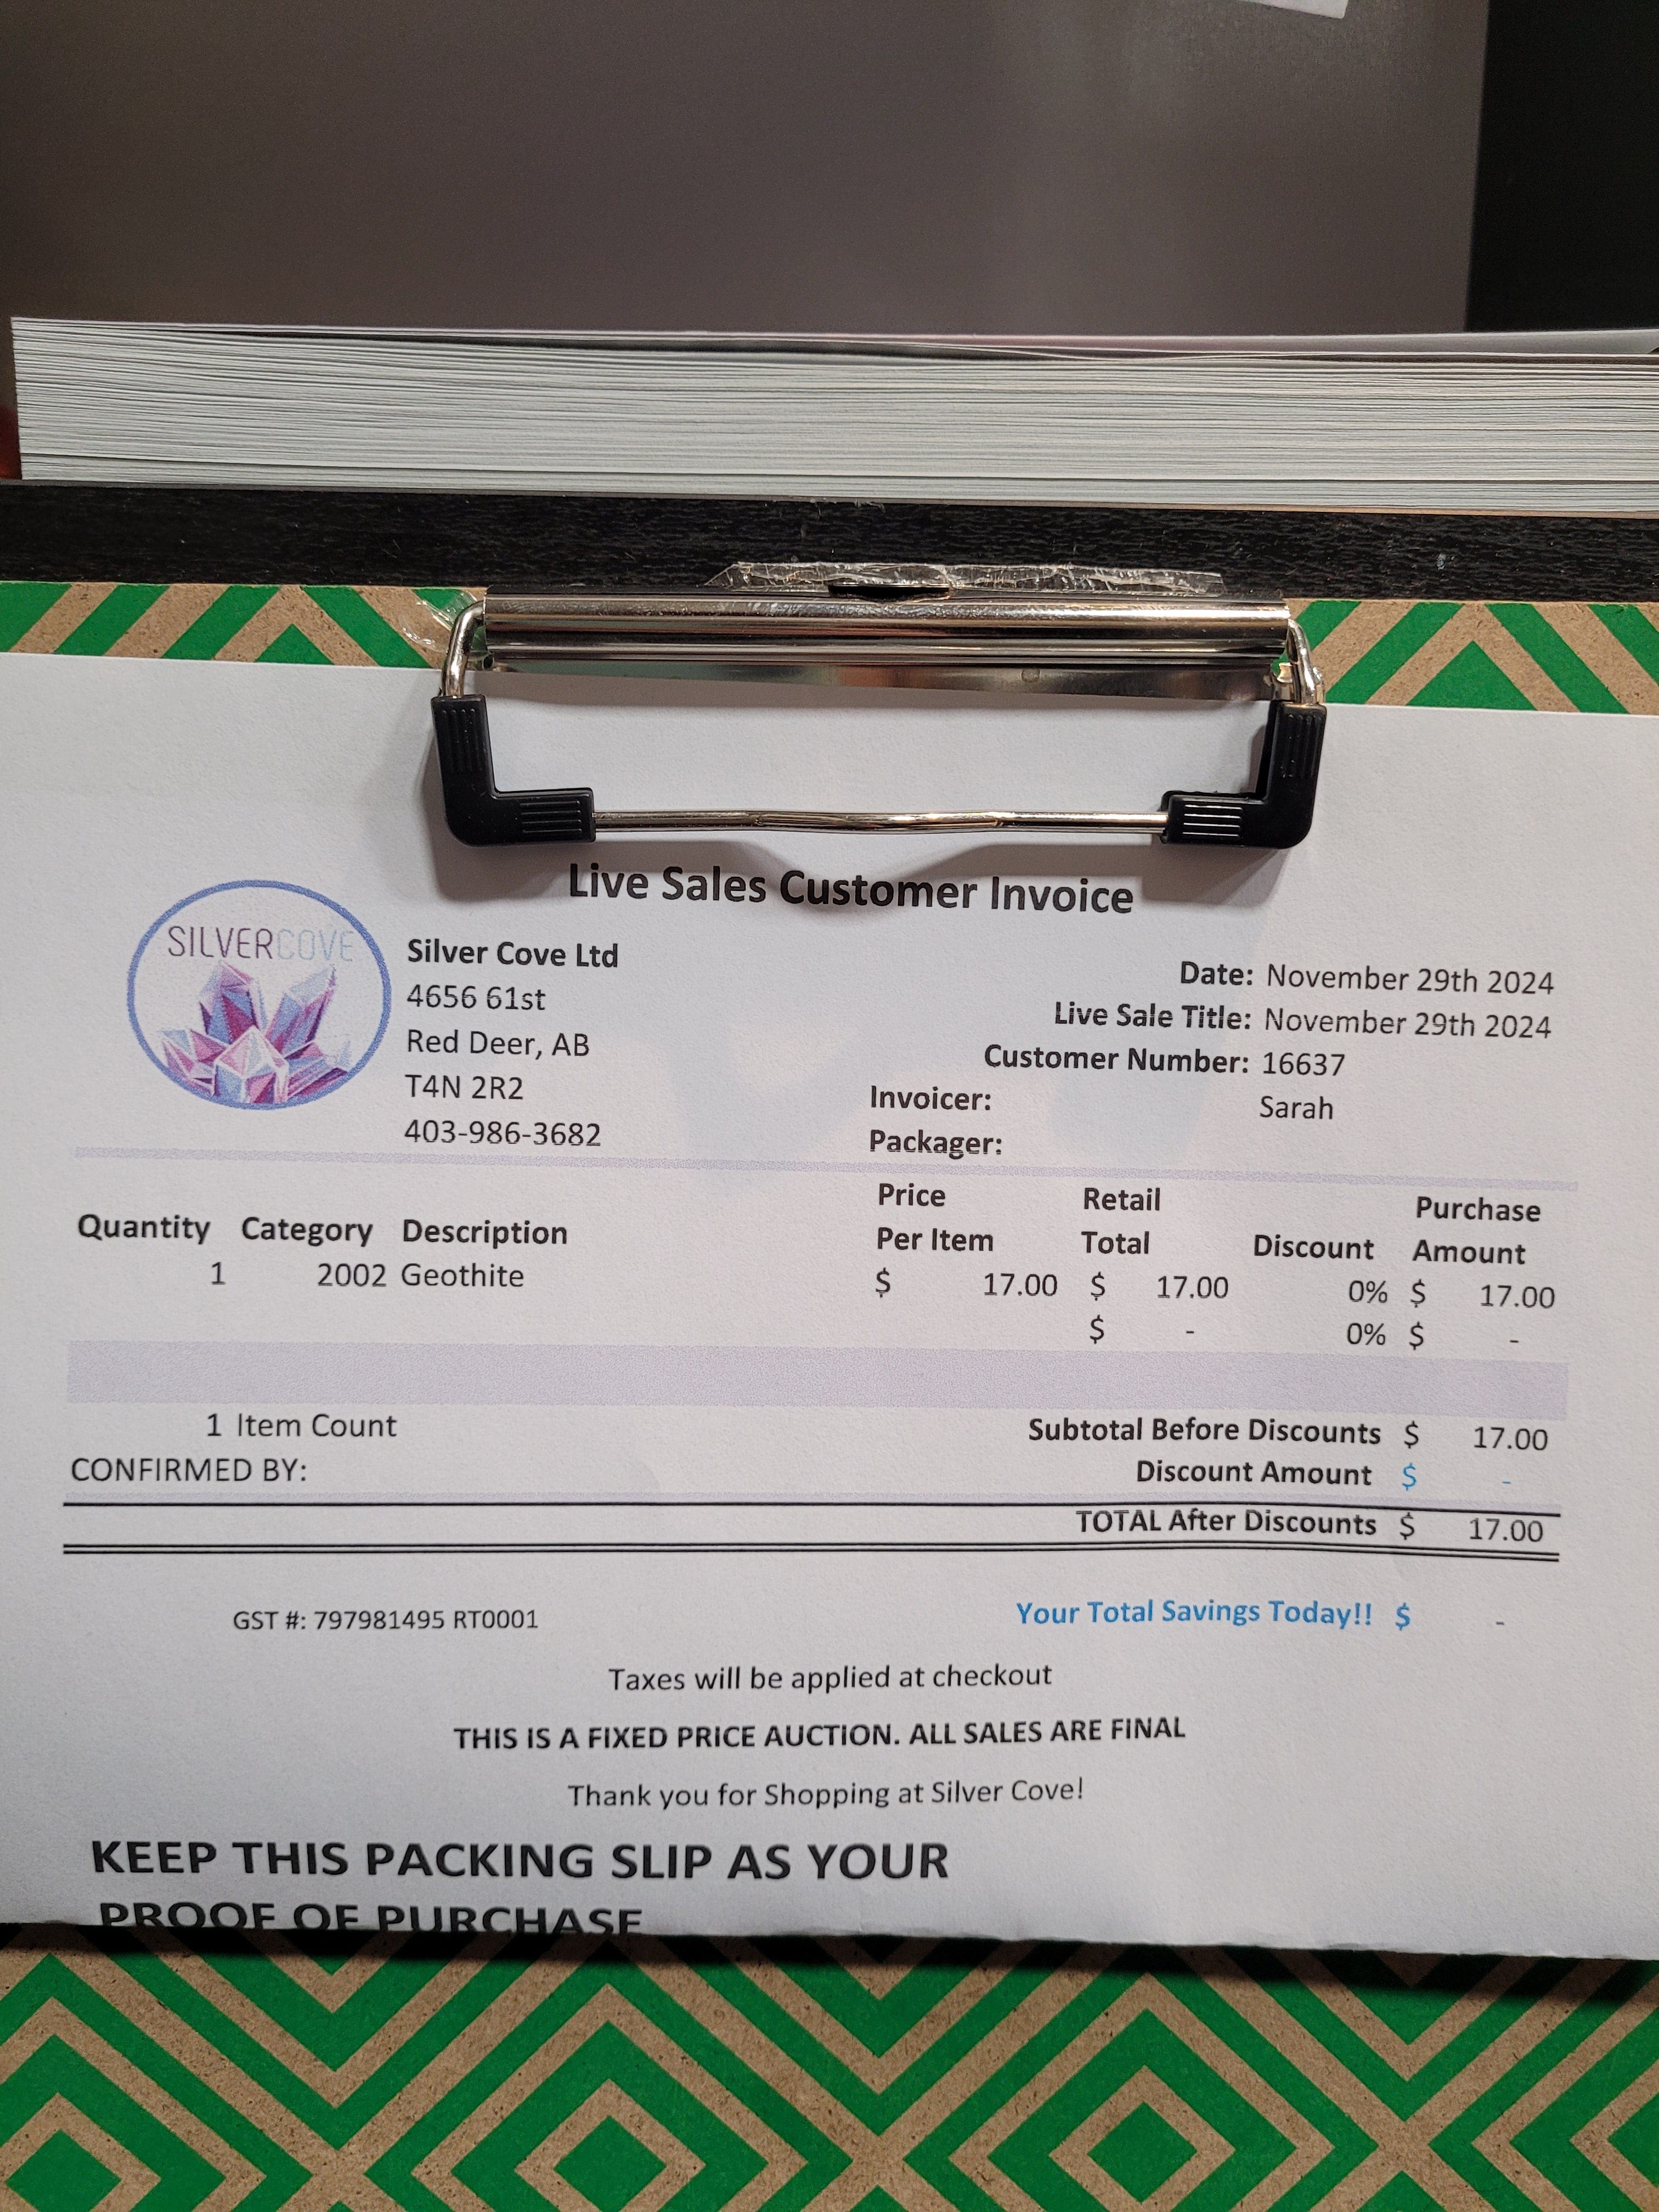 Live Sales Customer Invoice
SILVERCOVE
Silver Cove Ltd
4656 61st
Red Deer, AB
T4N 2R2
403-986-3682
Date: November 29th 2024
Live Sale Title: November 29th 2024
Customer Number: 16637
Invoicer: Sarah
Packager:
Quantity Category Description Price Per Item Retail Total Discount Purchase Amount
1 2002 Geothite $ 17.00 $ 17.00 0% $ 17.00
$ - 0% $ -
1 Item Count Subtotal Before Discounts $ 17.00
CONFIRMED BY: Discount Amount $ -
TOTAL After Discounts $ 17.00
GST #: 797981495 RT0001 Your Total Savings Today!! $ -
Taxes will be applied at checkout
THIS IS A FIXED PRICE AUCTION. ALL SALES ARE FINAL
Thank you for Shopping at Silver Cove!
KEEP THIS PACKING SLIP AS YOUR
PROOF OF PURCHASE